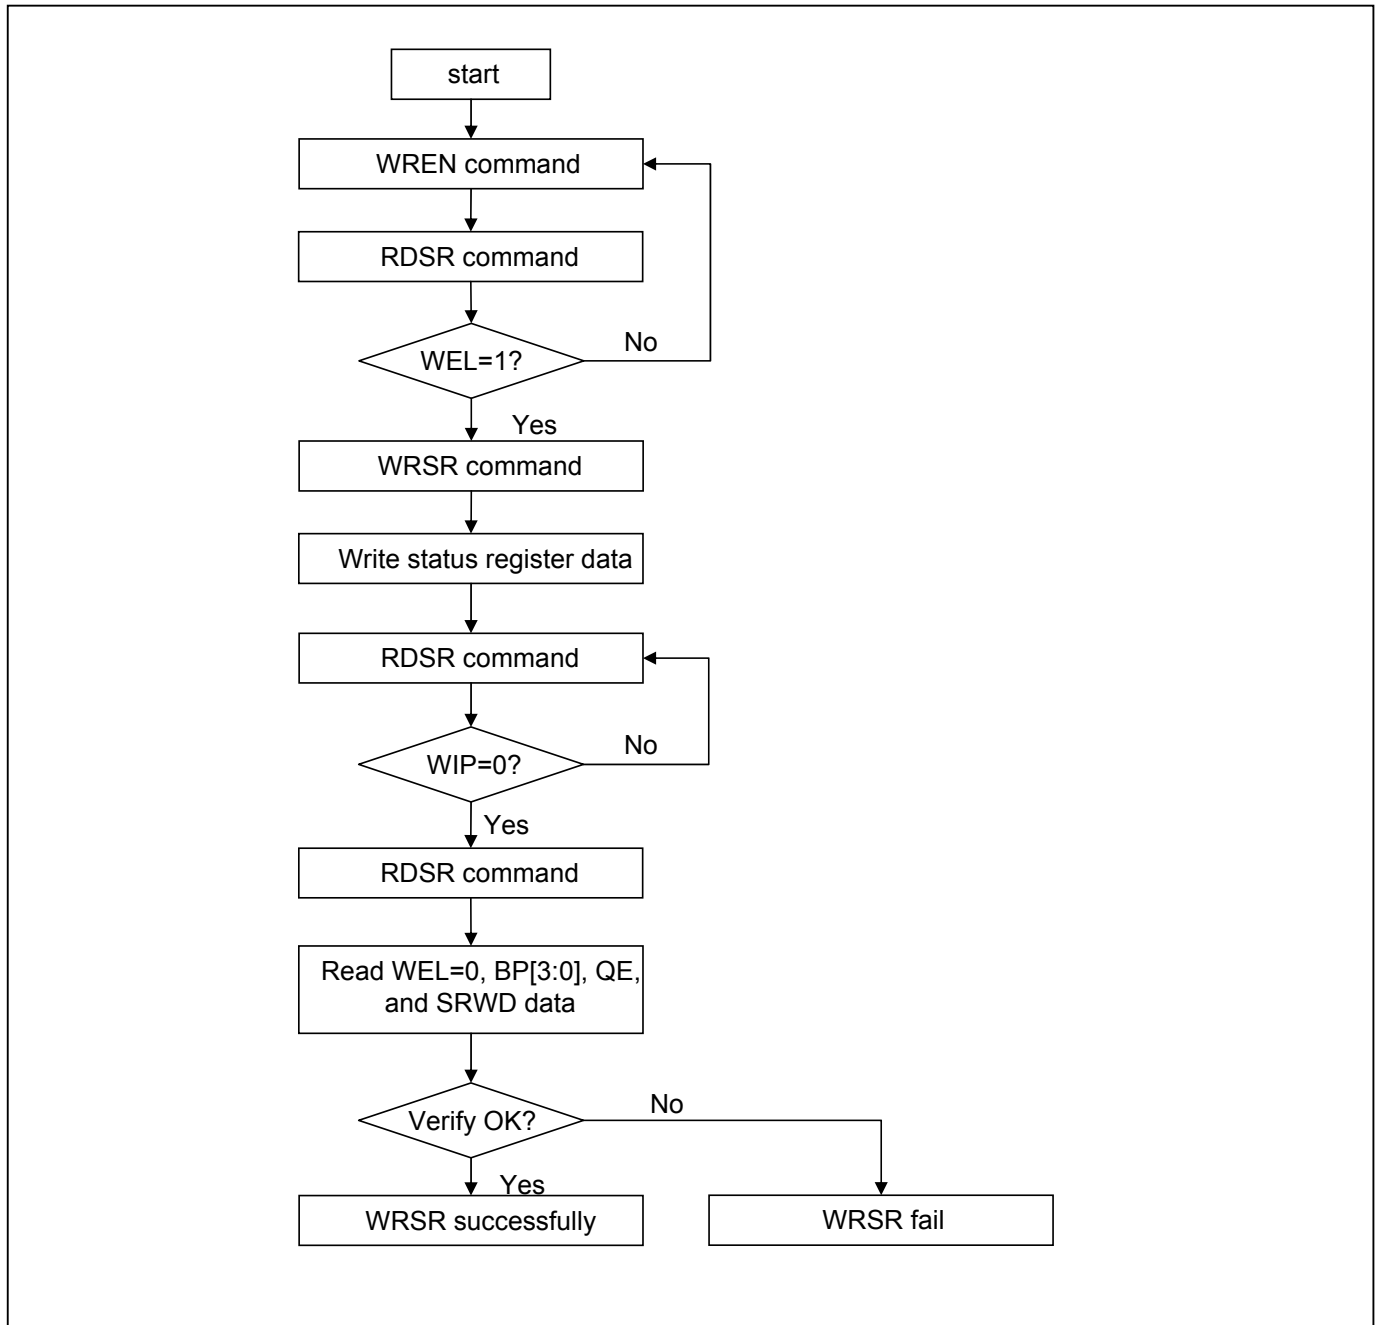 start
WREN command
RDSR command
WEL=1?
No
Yes
WRSR command
Write status register data
RDSR command
WIP=0?
No
Yes
RDSR command
Read WEL=0, BP[3:0], QE,
and SRWD data
Verify OK?
No
Yes
WRSR successfully
WRSR fail